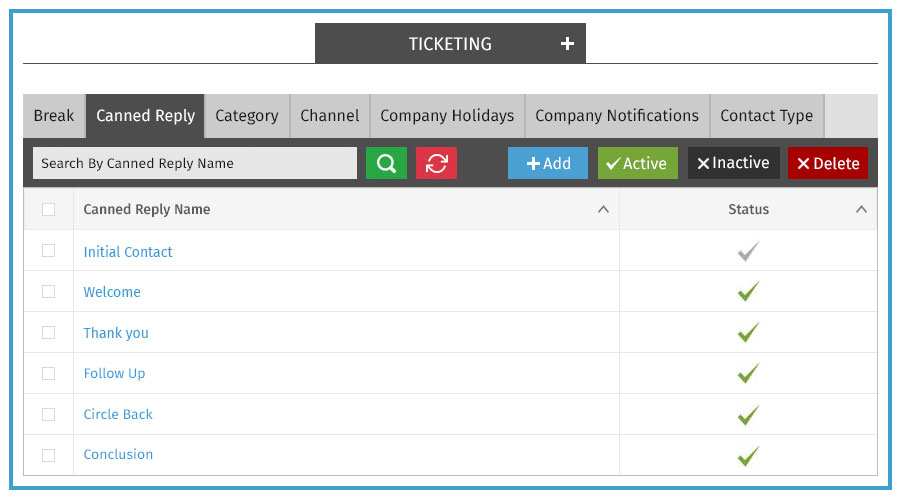 TICKETING
Break Canned Reply Category Channel Company Holidays Company Notifications Contact Type
Search By Canned Reply Name Add Active Inactive Delete
Canned Reply Name Status
Initial Contact
Welcome
Thank you
Follow Up
Circle Back
Conclusion